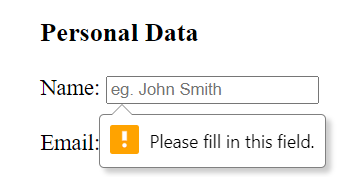 Personal Data
Name: eg. John Smith
Email:
! Please fill in this field.